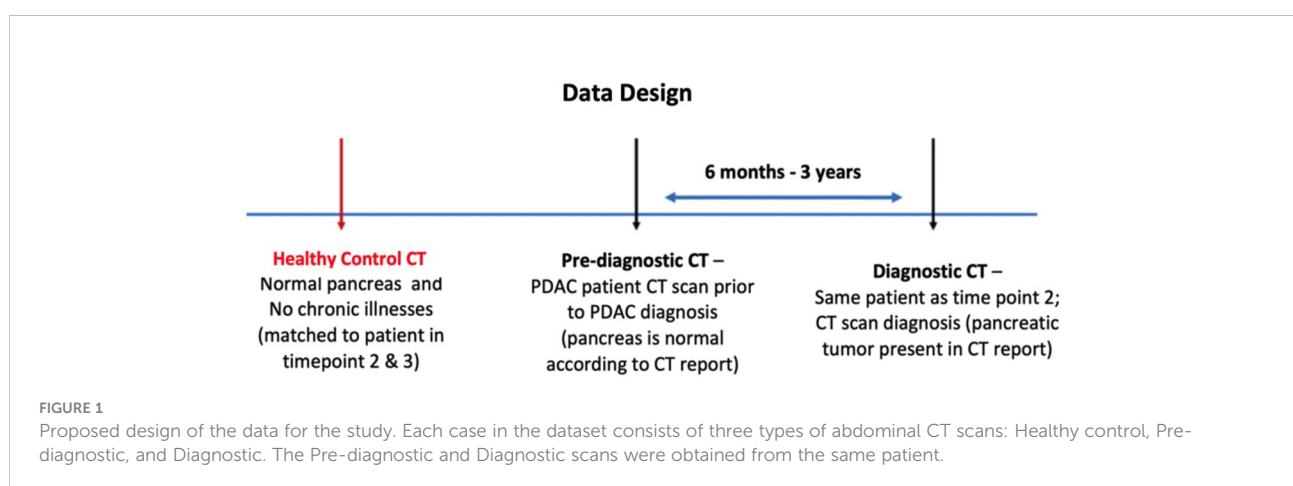 Data Design
6 months - 3 years
Healthy Control CT
Normal pancreas and
No chronic illnesses
(matched to patient in
timepoint 2 & 3)
Pre-diagnostic CT –
PDAC patient CT scan prior
to PDAC diagnosis
(pancreas is normal
according to CT report)
Diagnostic CT –
Same patient as time point 2;
CT scan diagnosis (pancreatic
tumor present in CT report)
FIGURE 1
Proposed design of the data for the study. Each case in the dataset consists of three types of abdominal CT scans: Healthy control, Pre-
diagnostic, and Diagnostic. The Pre-diagnostic and Diagnostic scans were obtained from the same patient.